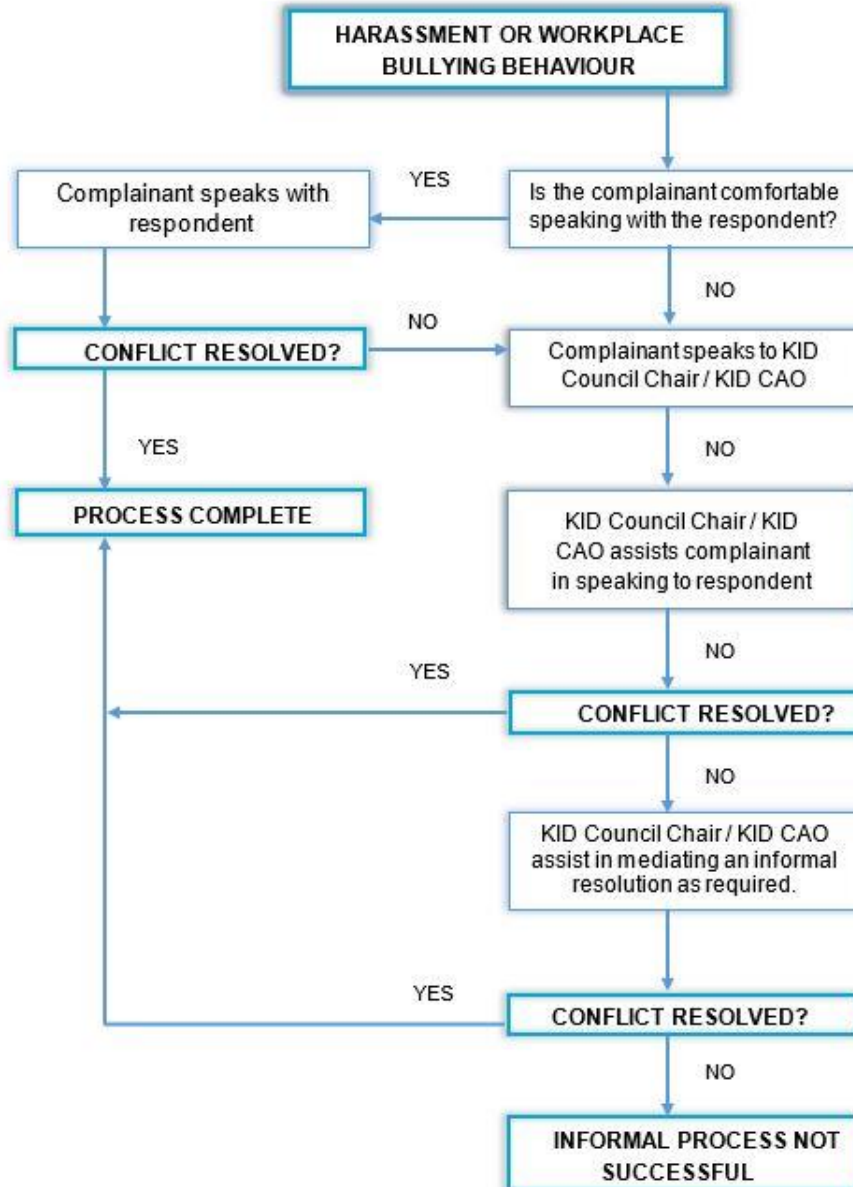 HARASSMENT OR WORKPLACE
BULLYING BEHAVIOUR
YES
Complainant speaks with
respondent
Is the complainant comfortable
speaking with the respondent?
NO
NO
CONFLICT RESOLVED?
Complainant speaks to KID
Council Chair / KID CAO
YES
NO
PROCESS COMPLETE
KID Council Chair / KID
CAO assists complainant
in speaking to respondent
NO
YES
CONFLICT RESOLVED?
NO
KID Council Chair / KID CAO
assist in mediating an informal
resolution as required.
YES
CONFLICT RESOLVED?
NO
INFORMAL PROCESS NOT
SUCCESSFUL